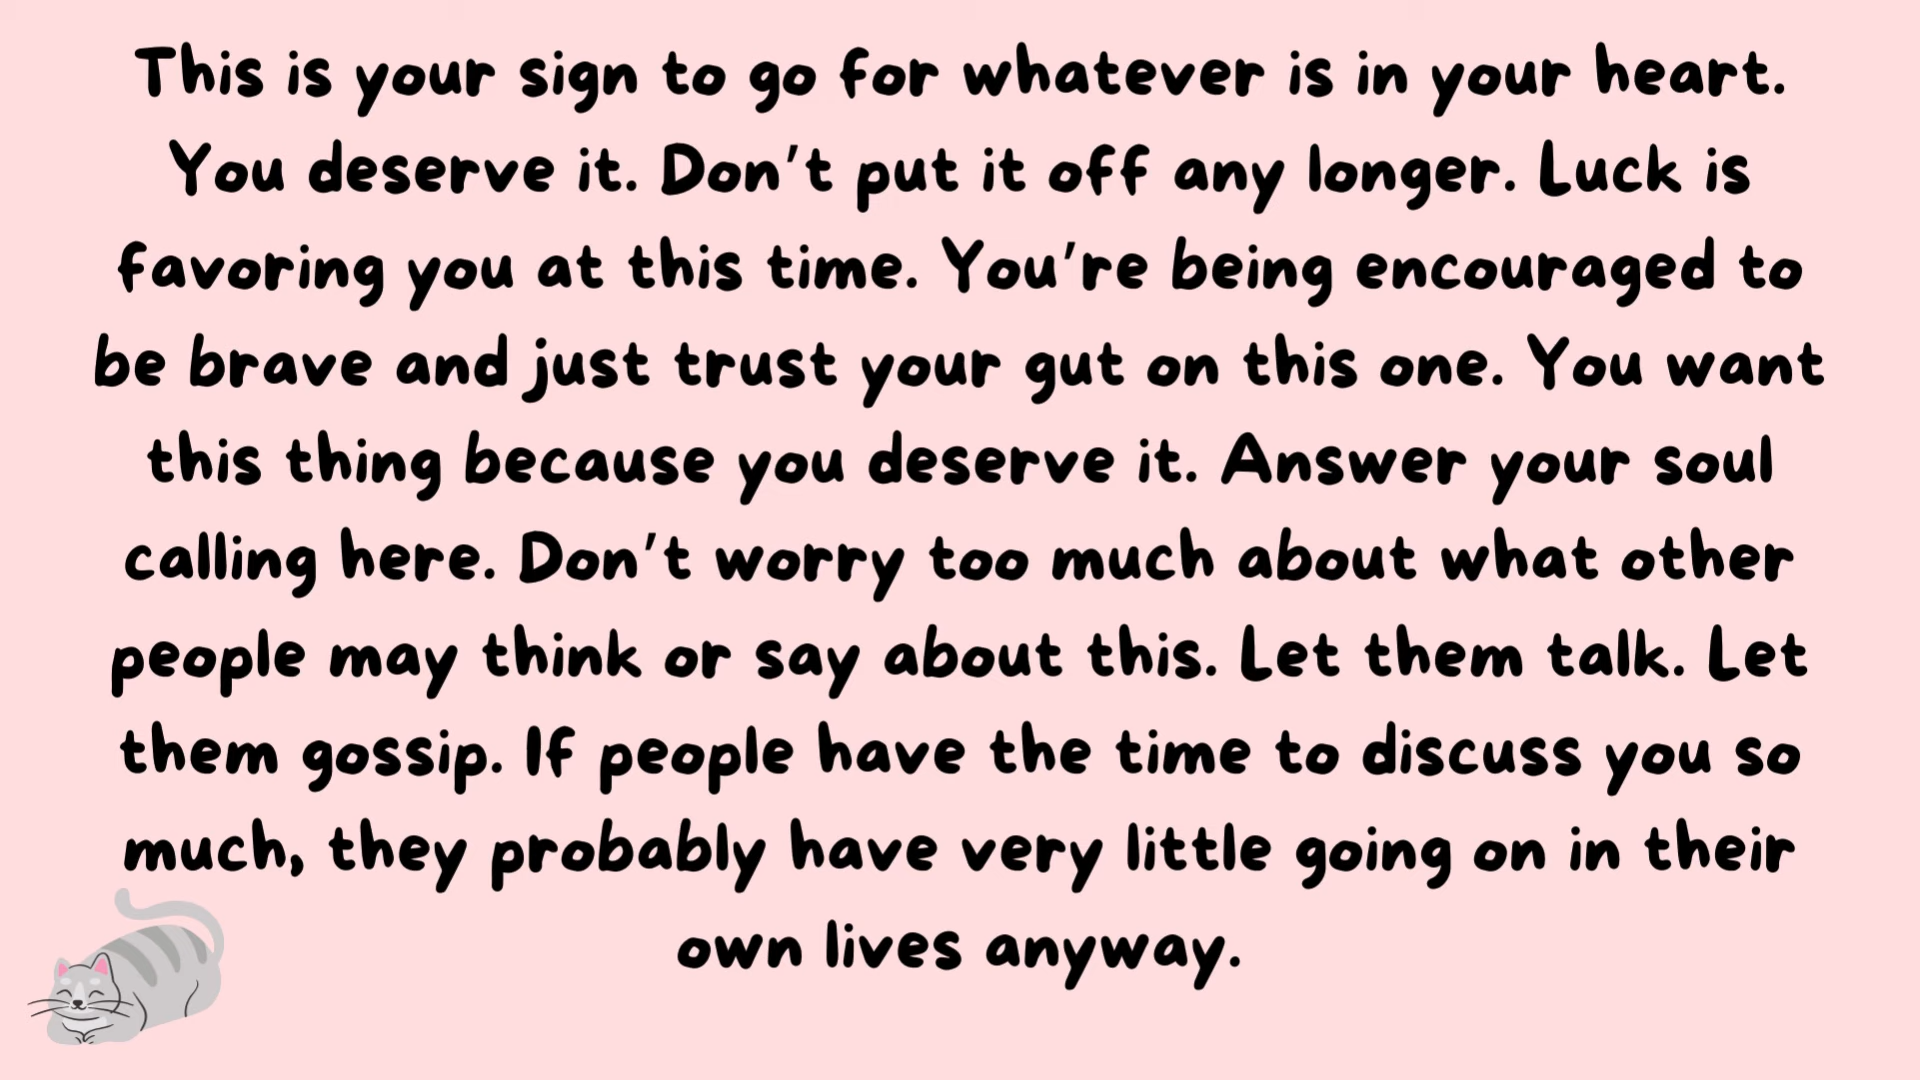 This is your sign to go for whatever is in your heart.
You deserve it. Don't put it off any longer. Luck is
favoring you at this time. You're being encouraged to
be brave and just trust your gut on this one. You want
this thing because you deserve it. Answer your soul
calling here. Don't worry too much about what other
people may think or say about this. Let them talk. Let
them gossip. If people have the time to discuss you so
much, they probably have very little going on in their
own lives anyway.